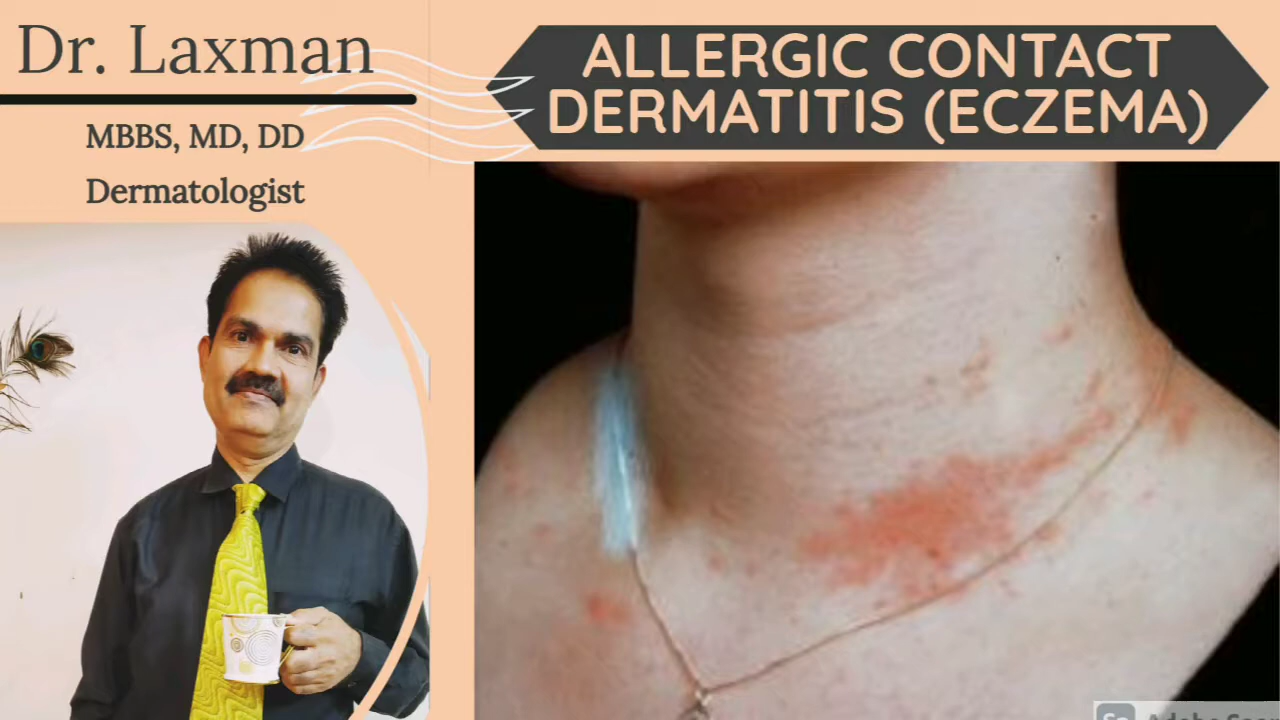 Dr. Laxman
MBBS, MD, DD
Dermatologist
ALLERGIC CONTACT
DERMATITIS (ECZEMA)